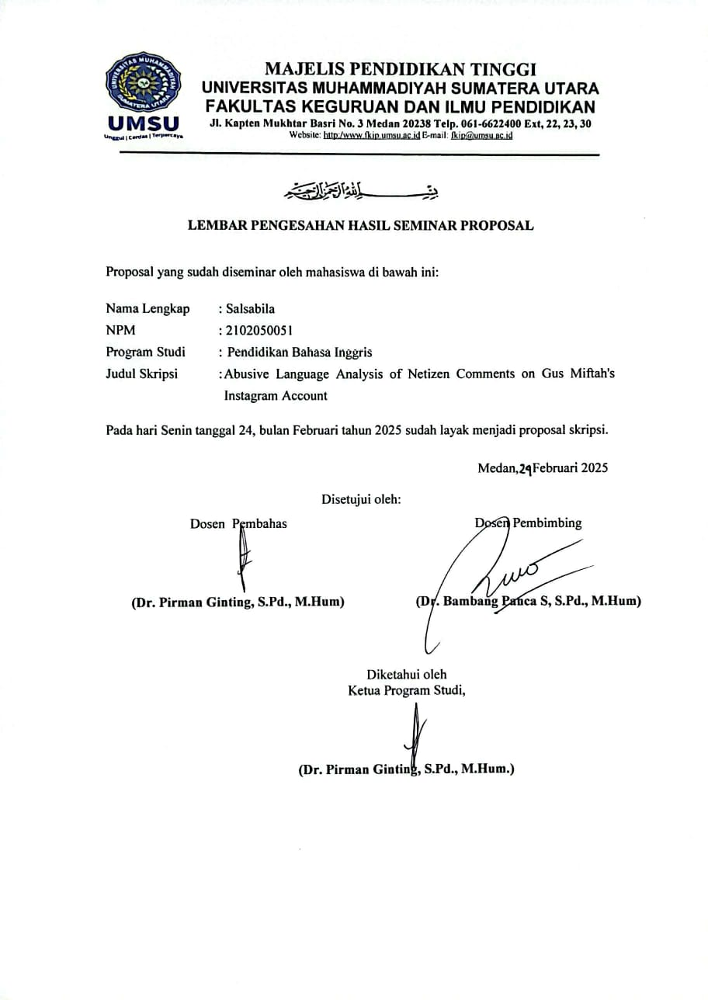 UNIVERSITAS MUHAMMADIYAH
SUMATERA UTARA
UMSU
Unggul | Cerdas | Terpercaya
MAJELIS PENDIDIKAN TINGGI
UNIVERSITAS MUHAMMADIYAH SUMATERA UTARA
FAKULTAS KEGURUAN DAN ILMU PENDIDIKAN
Jl. Kapten Mukhtar Basri No. 3 Medan 20238 Telp. 061-6622400 Ext, 22, 23, 30
Website: http:/www.fkip.umsu.ac.id E-mail: fkip@umsu.ac.id
بِسْمِ اللهِ الرَّحْمٰنِ الرَّحِيْمِ
LEMBAR PENGESAHAN HASIL SEMINAR PROPOSAL
Proposal yang sudah diseminar oleh mahasiswa di bawah ini:
Nama Lengkap : Salsabila
NPM : 2102050051
Program Studi : Pendidikan Bahasa Inggris
Judul Skripsi :Abusive Language Analysis of Netizen Comments on Gus Miftah's
Instagram Account
Pada hari Senin tanggal 24, bulan Februari tahun 2025 sudah layak menjadi proposal skripsi.
Medan, Februari 2025
Disetujui oleh:
Dosen Pembahas Dosen Pembimbing
(Dr. Pirman Ginting, S.Pd., M.Hum) (Dr. Bambang Panca S, S.Pd., M.Hum)
Diketahui oleh
Ketua Program Studi,
(Dr. Pirman Ginting, S.Pd., M.Hum.)